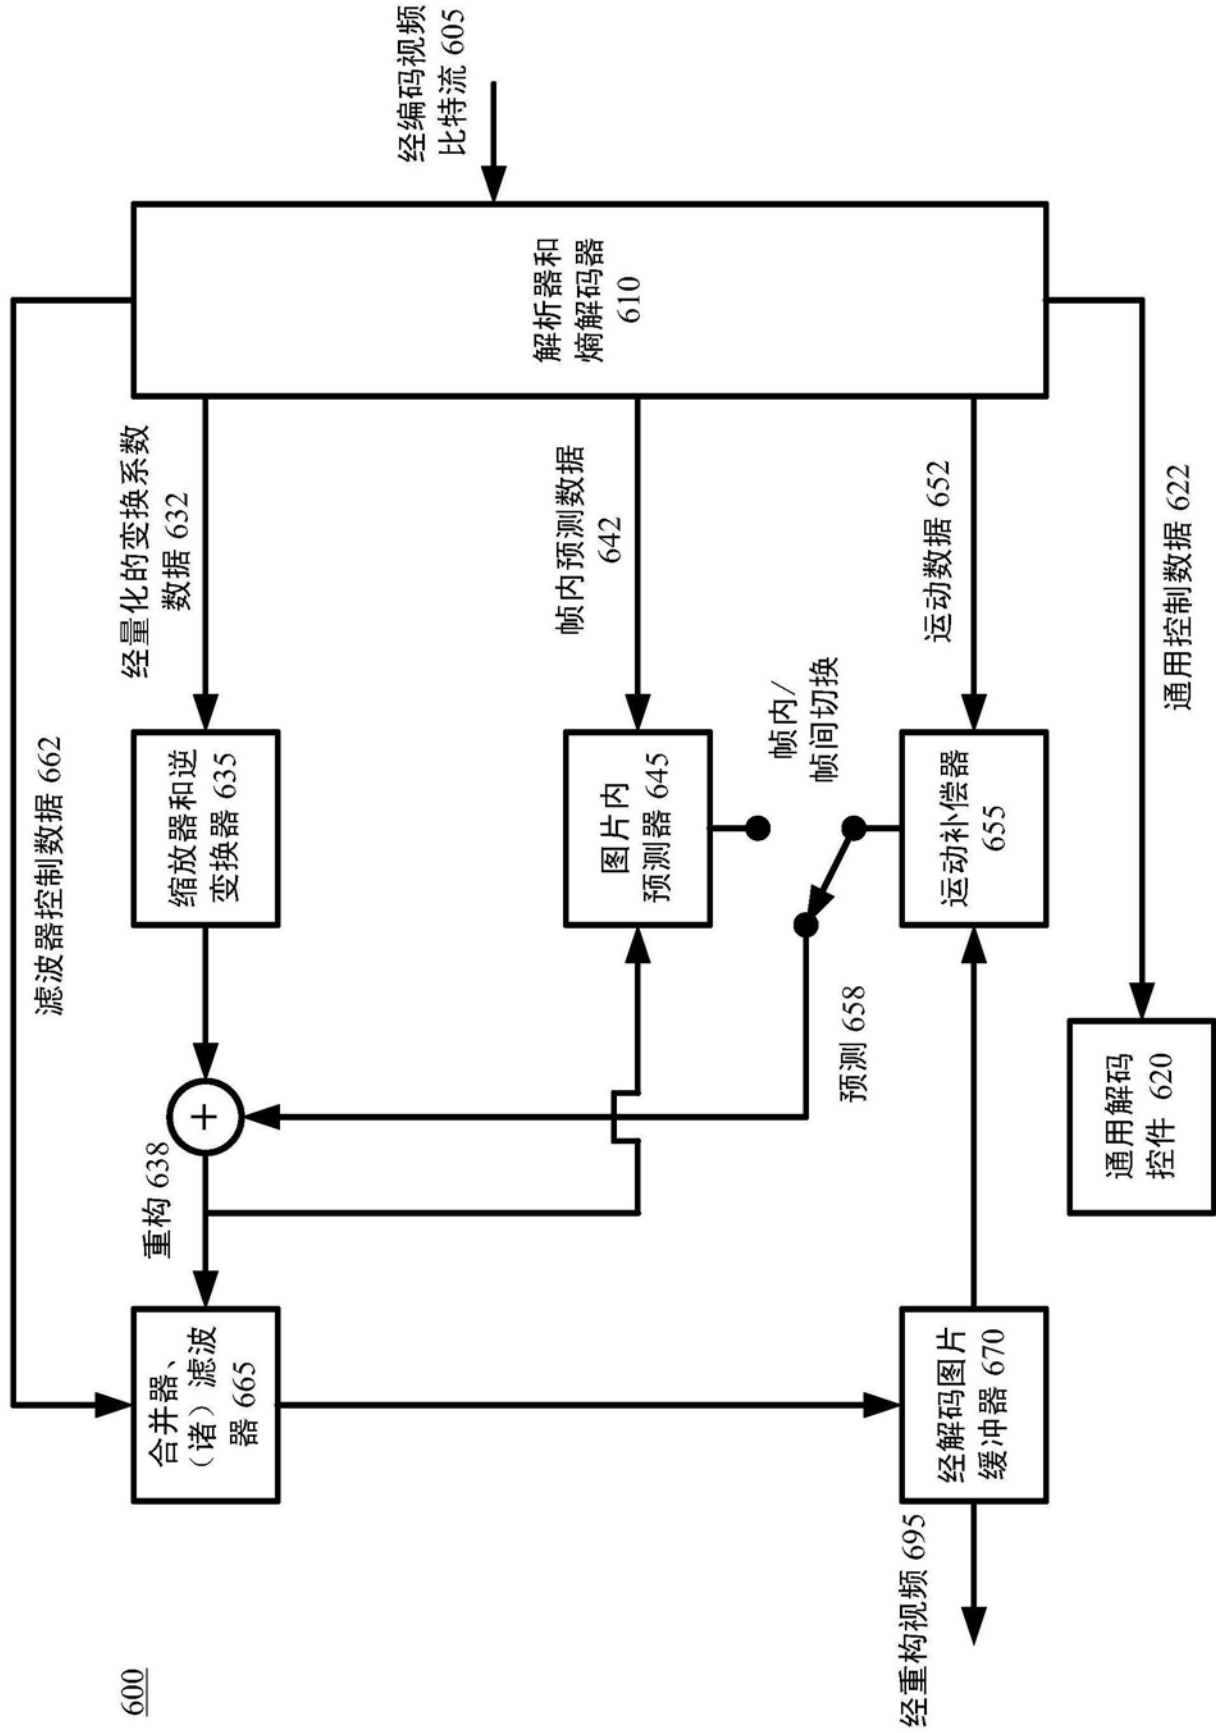 600
滤波器控制数据 662
经量化的变换系数
数据 632
经编码视频
比特流 605
合并器、
（诸）滤波
器 665
重构 638
+
缩放器和逆
变换器 635
解析器和
熵解码器
610
帧内预测数据
642
图片内
预测器 645
帧内/
帧间切换
预测 658
运动数据 652
运动补偿器
655
经重构视频 695
经解码图片
缓冲器 670
通用解码
控件 620
通用控制数据 622